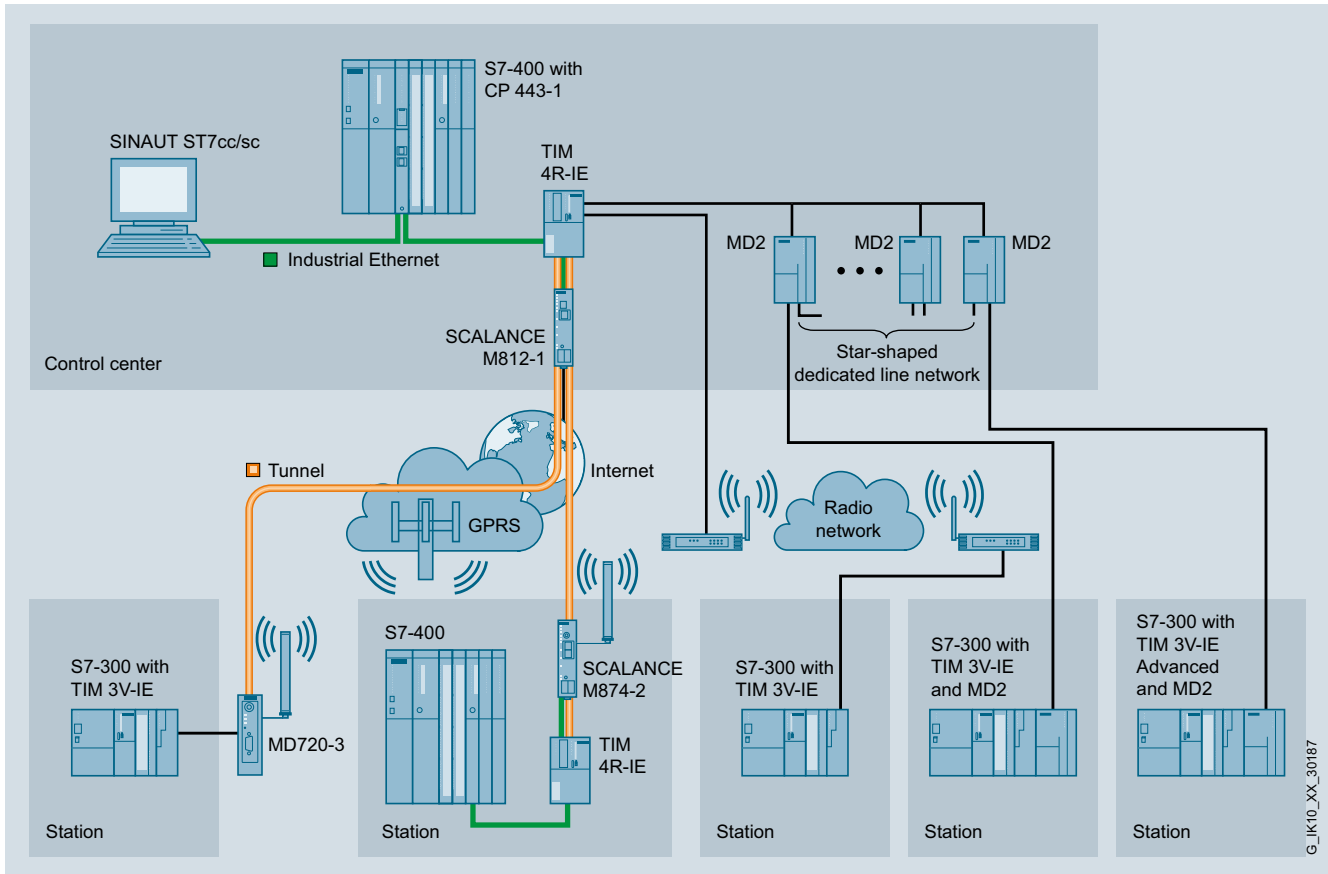 S7-400 with
CP 443-1
SINAUT ST7cc/sc
TIM
4R-IE
MD2
MD2
MD2
Industrial Ethernet
SCALANCE
M812-1
Star-shaped
dedicated line network
Control center
Tunnel
Internet
GPRS
Radio
network
S7-300 with
TIM 3V-IE
MD720-3
Station
S7-400
SCALANCE
M874-2
TIM
4R-IE
Station
S7-300 with
TIM 3V-IE
Station
S7-300 with
TIM 3V-IE
and MD2
Station
S7-300 with
TIM 3V-IE
Advanced
and MD2
Station
G_IK10_XX_30187